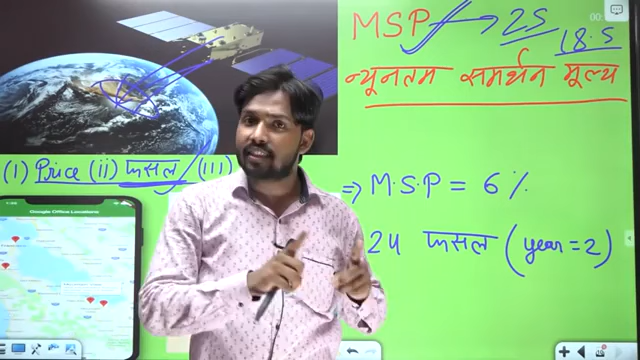 MSP → 25
18.5
न्यूनतम समर्थन मूल्य
(i) Price (ii) फसल/(iii)
Google Office Locations
⇒ M.S.P = 6%
24 फसल (year = 2)